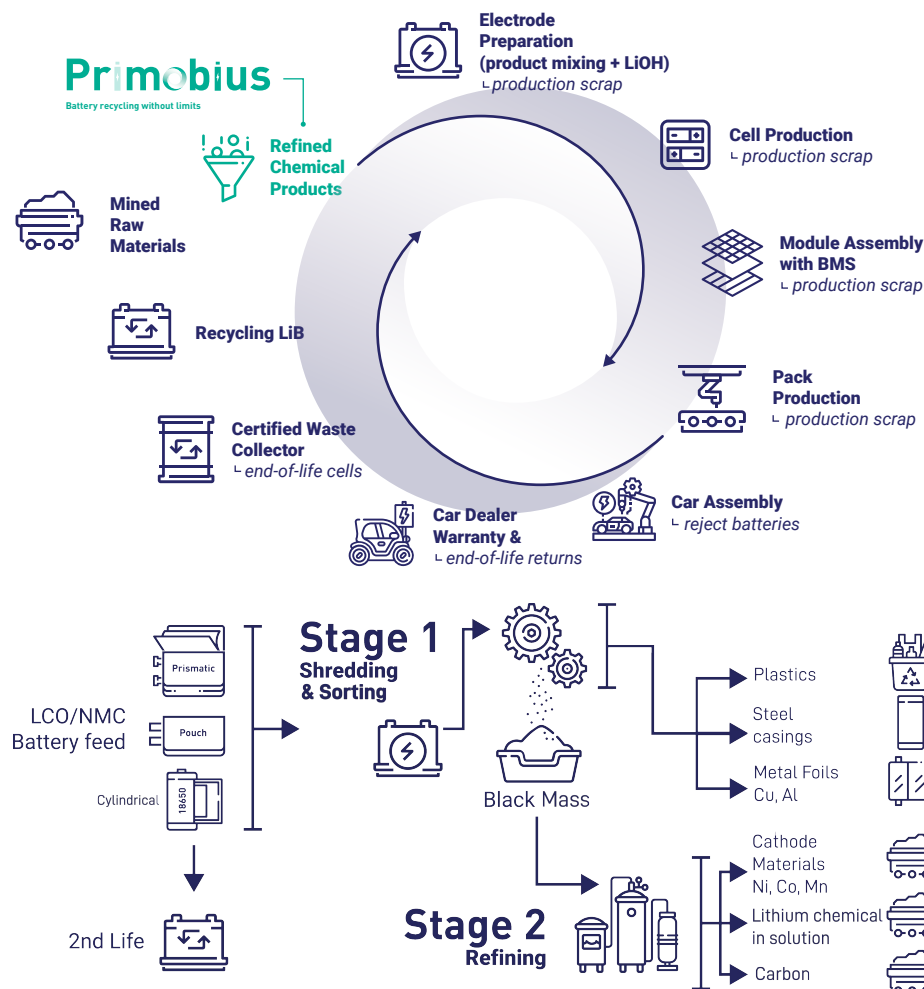 Primobius
Battery recycling without limits
Refined
Chemical
Products
Mined
Raw
Materials
Recycling LiB
Certified Waste
Collector
end-of-life cells
Electrode
Preparation
(product mixing + LiOH)
production scrap
Cell Production
production scrap
Module Assembly
with BMS
production scrap
Pack
Production
production scrap
Car Assembly
reject batteries
Car Dealer
Warranty &
end-of-life returns
LCO/NMC
Battery feed
Prismatic
Pouch
Cylindrical
18650
2nd Life
Stage 1
Shredding
& Sorting
Black Mass
Plastics
Steel
casings
Metal Foils
Cu, Al
Stage 2
Refining
Cathode
Materials
Ni, Co, Mn
Lithium chemical
in solution
Carbon